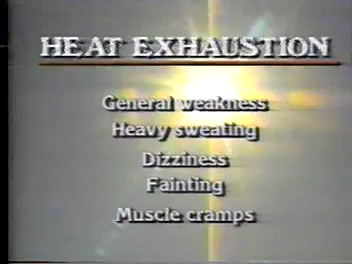 HEAT EXHAUSTION
General weakness
Heavy sweating
Dizziness
Fainting
Muscle cramps